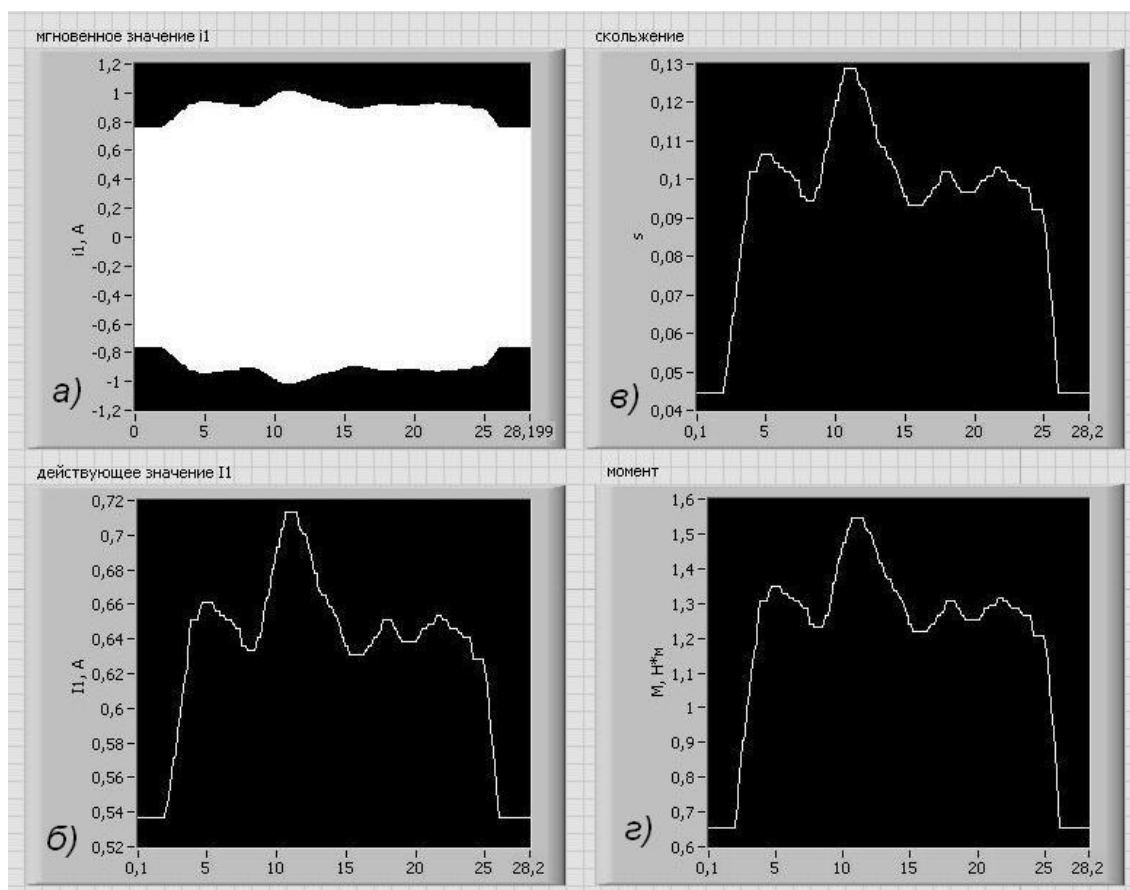 мгновенное значение i1
i1, A
1,2
1
0,8
0,6
0,4
0,2
0
-0,2
-0,4
-0,6
-0,8
-1
-1,2
0 5 10 15 20 25 28,199
а)
скольжение
s
0,13
0,12
0,11
0,1
0,09
0,08
0,07
0,06
0,05
0,04
0,1 5 10 15 20 25 28,2
в)
действующее значение I1
I1, A
0,72
0,7
0,68
0,66
0,64
0,62
0,6
0,58
0,56
0,54
0,52
0,1 5 10 15 20 25 28,2
б)
момент
М, Н*м
1,6
1,5
1,4
1,3
1,2
1,1
1
0,9
0,8
0,7
0,6
0,1 5 10 15 20 25 28,2
г)